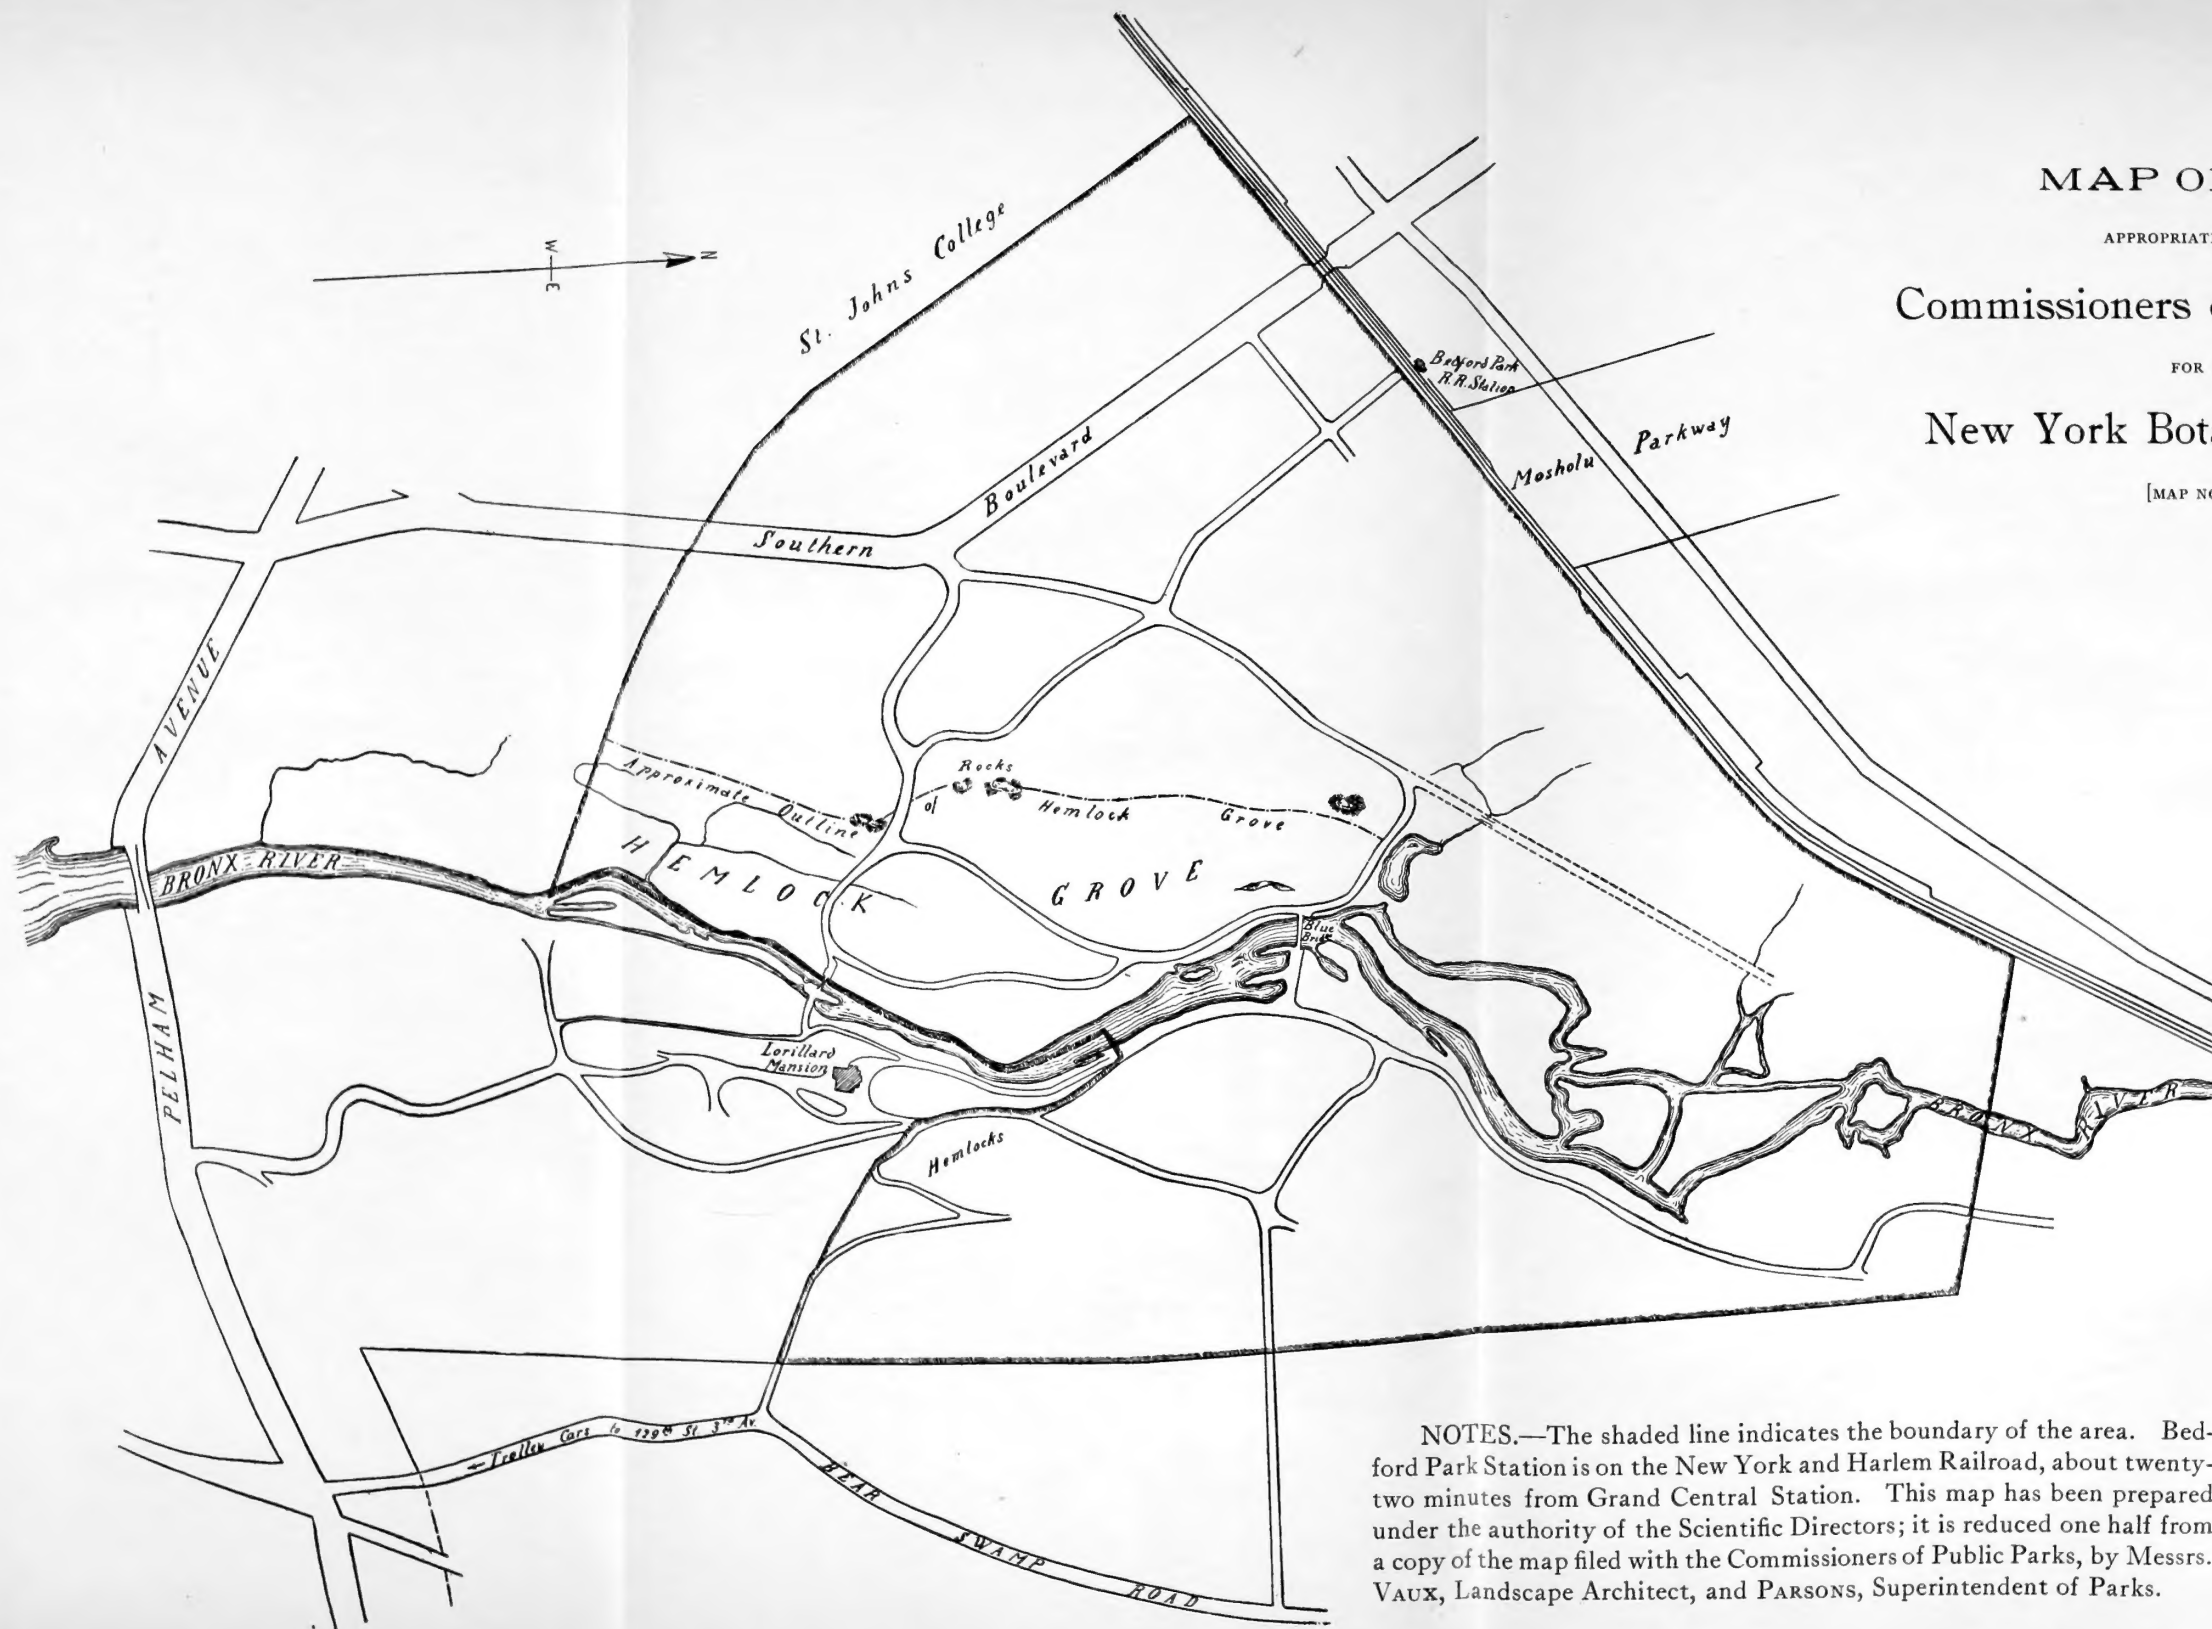 MAP O
APPROPRIAT
Commissioners
FOR
New York Bot
[MAP NO
N
W
E
St. Johns College
Bedford Park
R.R. Station
Mosholu Parkway
Southern Boulevard
AVENUE
PELHAM
Approximate Outline of Hemlock Grove
Rocks
HEMLOCK GROVE
BRONX RIVER
Blue
Bridge
Lorillard
Mansion
Hemlocks
BRONX RIVER
← Trolley Cars to 129th St 3rd Av.
BEAR SWAMP ROAD
NOTES.—The shaded line indicates the boundary of the area. Bed-
ford Park Station is on the New York and Harlem Railroad, about twenty-
two minutes from Grand Central Station. This map has been prepared
under the authority of the Scientific Directors; it is reduced one half from
a copy of the map filed with the Commissioners of Public Parks, by Messrs.
VAUX, Landscape Architect, and PARSONS, Superintendent of Parks.